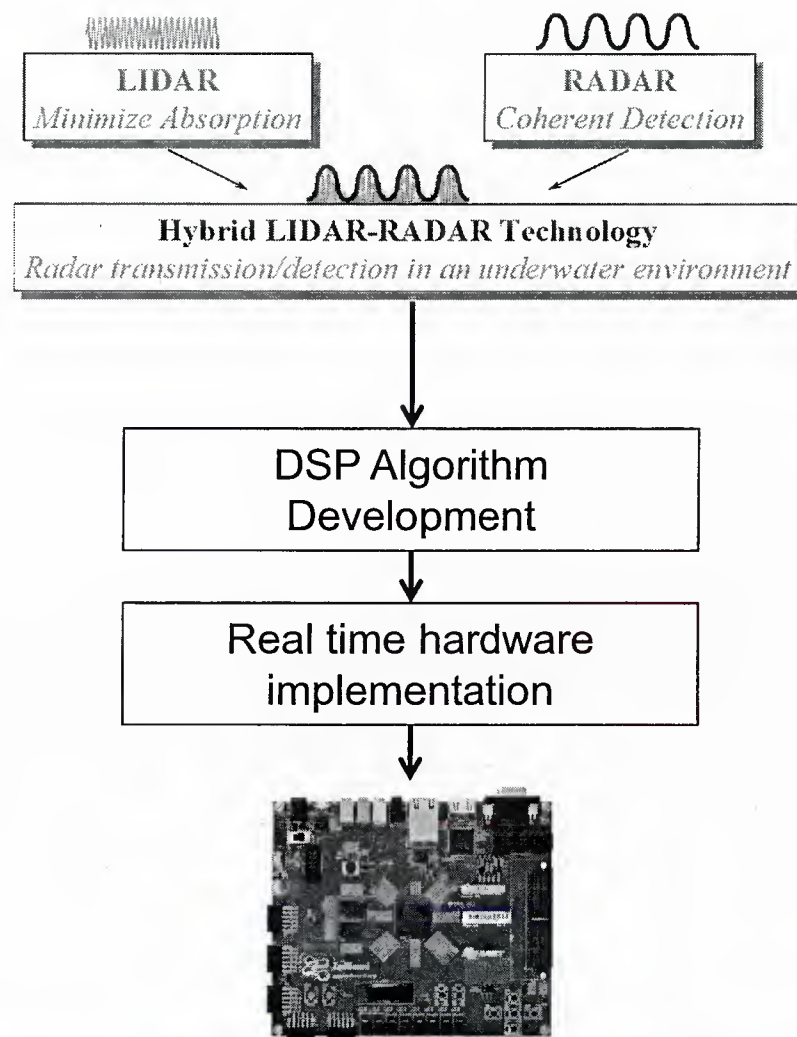 LIDAR
Minimize Absorption
RADAR
Coherent Detection
Hybrid LIDAR-RADAR Technology
Radar transmission/detection in an underwater environment
DSP Algorithm
Development
Real time hardware
implementation